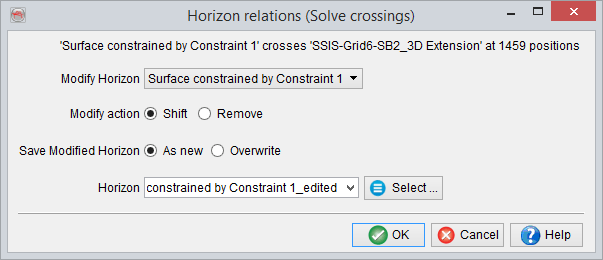 Horizon relations (Solve crossings)
'Surface constrained by Constraint 1' crosses 'SSIS-Grid6-SB2_3D Extension' at 1459 positions
Modify Horizon Surface constrained by Constraint 1
Modify action Shift Remove
Save Modified Horizon As new Overwrite
Horizon constrained by Constraint 1_edited Select ...
OK Cancel Help